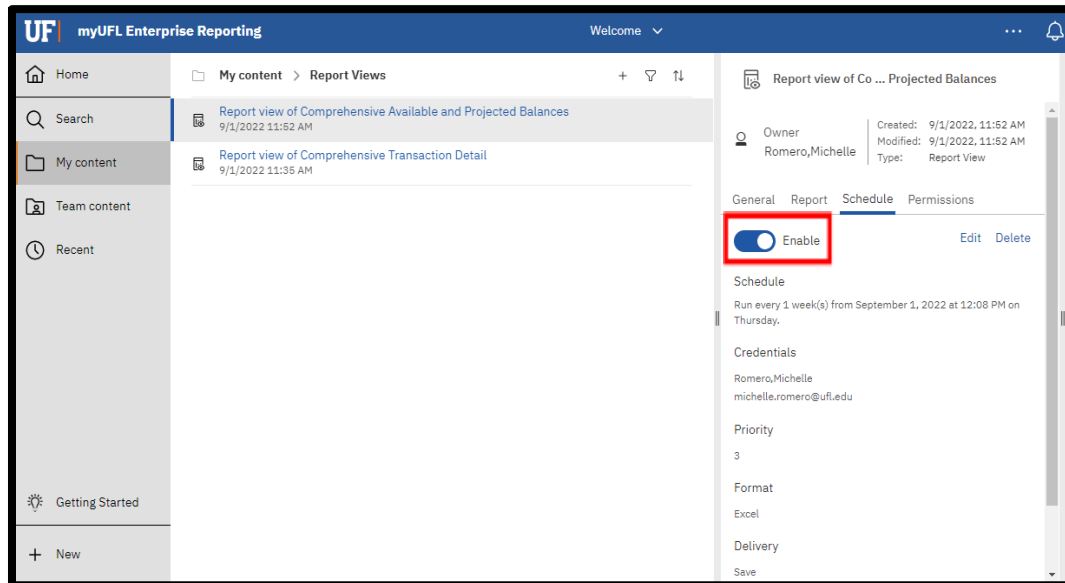 UF myUFL Enterprise Reporting Welcome
Home
Search
My content
Team content
Recent
Getting Started
New
My content > Report Views
Report view of Comprehensive Available and Projected Balances
9/1/2022 11:52 AM
Report view of Comprehensive Transaction Detail
9/1/2022 11:35 AM
Report view of Co ... Projected Balances
Owner
Romero,Michelle
Created: 9/1/2022, 11:52 AM
Modified: 9/1/2022, 11:52 AM
Type: Report View
General Report Schedule Permissions
Enable Edit Delete
Schedule
Run every 1 week(s) from September 1, 2022 at 12:08 PM on
Thursday.
Credentials
Romero,Michelle
michelle.romero@ufl.edu
Priority
3
Format
Excel
Delivery
Save